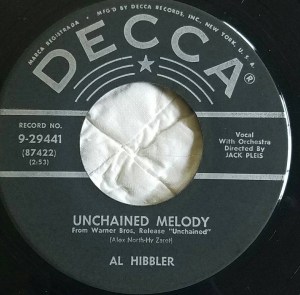 MARCA REGISTRADA • MFG'D BY DECCA RECORDS, INC., NEW YORK, U.S.A.
DECCA®
RECORD NO.
9-29441
(87422)
(2:53)
Vocal
With Orchestra
Directed By
JACK PLEIS
UNCHAINED MELODY
From Warner Bros. Release "Unchained"
(Alex North-Hy Zaret)
AL HIBBLER